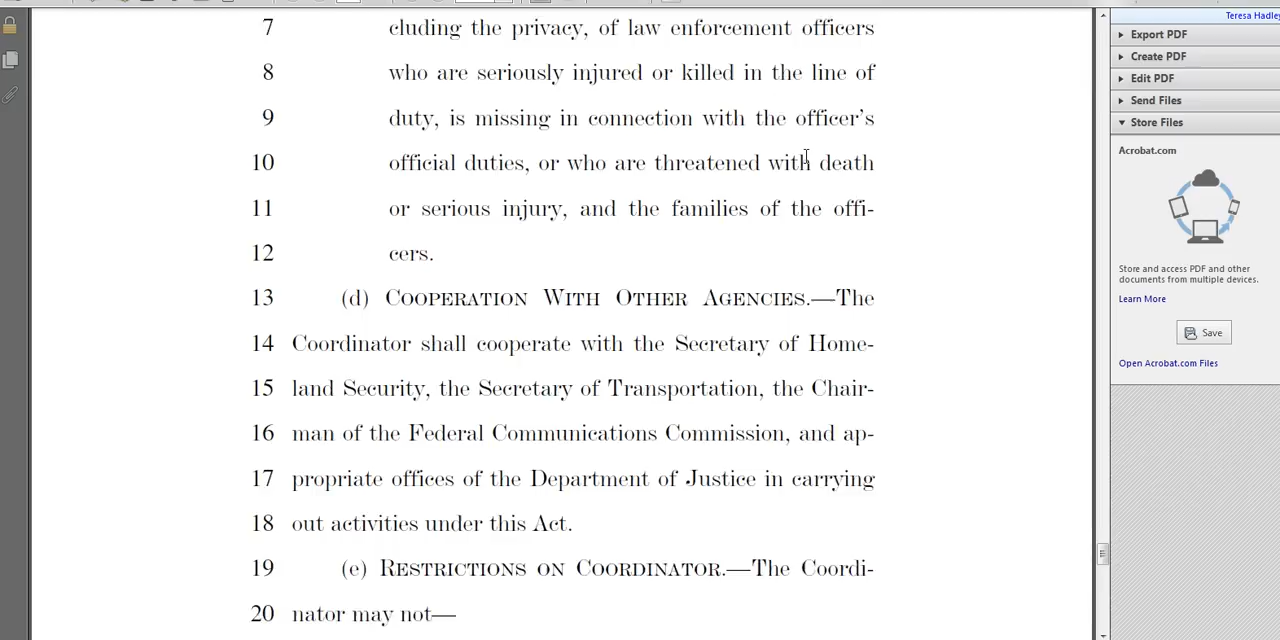 Teresa Hadley
7 cluding the privacy, of law enforcement officers
8 who are seriously injured or killed in the line of
9 duty, is missing in connection with the officer's
10 official duties, or who are threatened with death
11 or serious injury, and the families of the offi-
12 cers.
13 (d) COOPERATION WITH OTHER AGENCIES.—The
14 Coordinator shall cooperate with the Secretary of Home-
15 land Security, the Secretary of Transportation, the Chair-
16 man of the Federal Communications Commission, and ap-
17 propriate offices of the Department of Justice in carrying
18 out activities under this Act.
19 (e) RESTRICTIONS ON COORDINATOR.—The Coordi-
20 nator may not—
Export PDF
Create PDF
Edit PDF
Send Files
Store Files
Acrobat.com
Store and access PDF and other
documents from multiple devices.
Learn More
Save
Open Acrobat.com Files